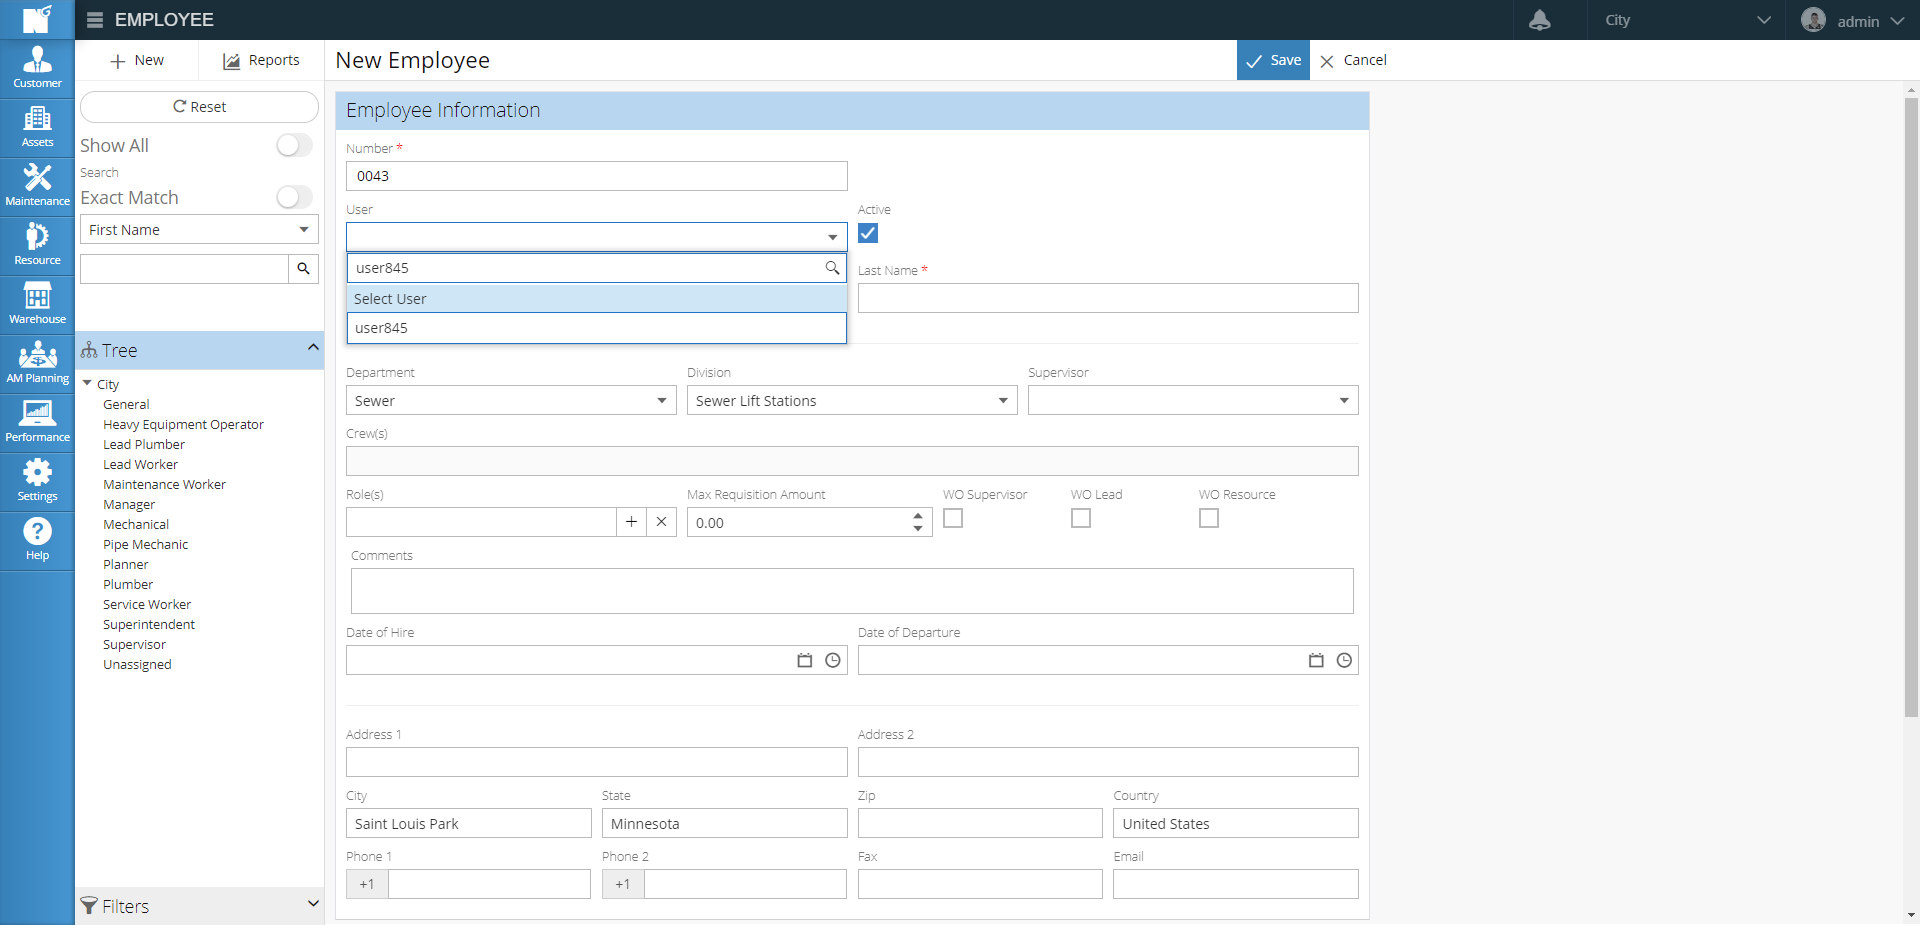 EMPLOYEE
City
admin
Customer
Assets
Maintenance
Resource
Warehouse
AM Planning
Performance
Settings
Help
New
Reports
Reset
Show All
Search
Exact Match
First Name
Tree
City
General
Heavy Equipment Operator
Lead Plumber
Lead Worker
Maintenance Worker
Manager
Mechanical
Pipe Mechanic
Planner
Plumber
Service Worker
Superintendent
Supervisor
Unassigned
Filters
New Employee
Save
Cancel
Employee Information
Number *
0043
User
Active
user845
Select User
user845
Last Name *
Department
Division
Supervisor
Sewer
Sewer Lift Stations
Crew(s)
Role(s)
Max Requisition Amount
WO Supervisor
WO Lead
WO Resource
0.00
Comments
Date of Hire
Date of Departure
Address 1
Address 2
City
State
Zip
Country
Saint Louis Park
Minnesota
United States
Phone 1
Phone 2
Fax
Email
+1
+1